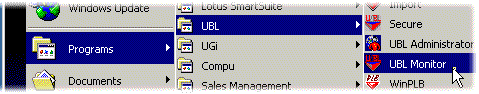 Windows Update
Programs
Documents
Lotus SmartSuite
UBL
UGi
Compu
Sales Management
Import
Secure
UBL Administrator
UBL Monitor
WinPLB